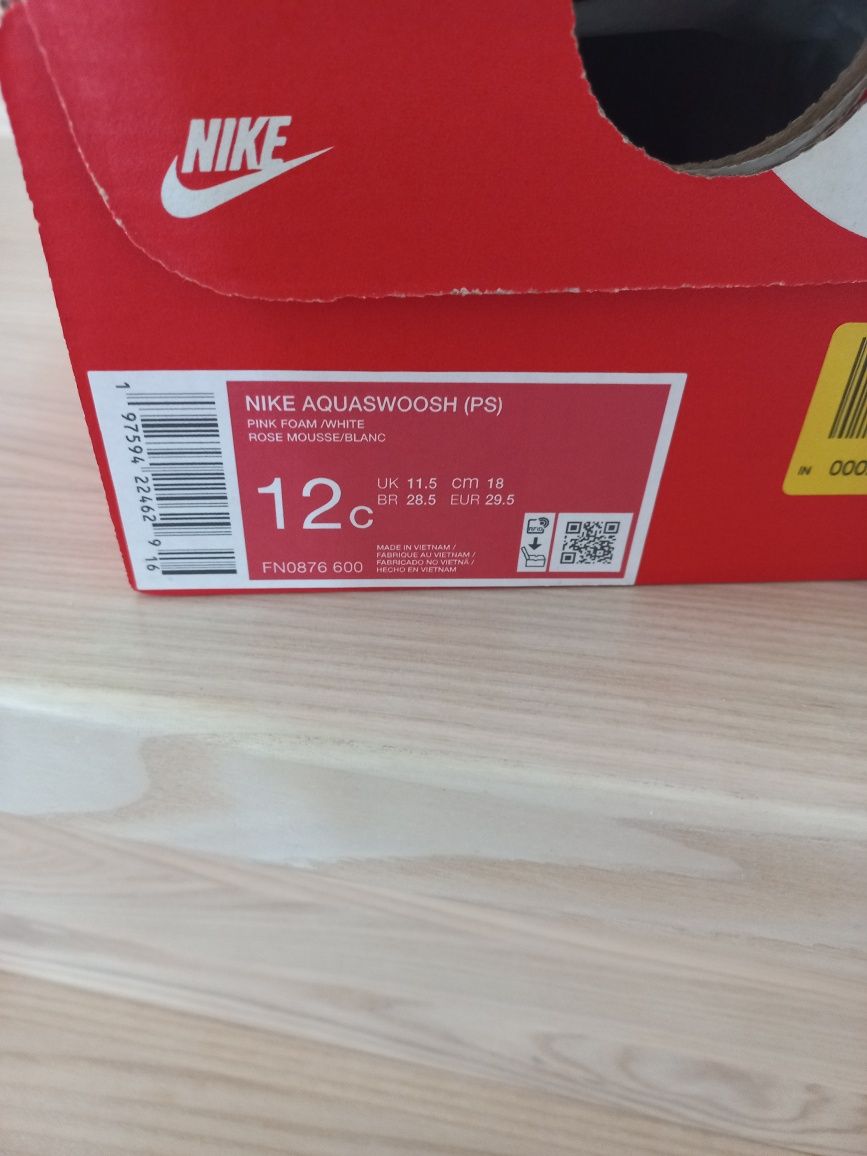 NIKE
NIKE AQUASWOOSH (PS)
PINK FOAM /WHITE
ROSE MOUSSE/BLANC
12C
UK 11.5 cm 18
BR 28.5 EUR 29.5
FN0876 600
MADE IN VIETNAM /
FABRIQUE AU VIETNAM /
FABRICADO NO VIETNÃ /
HECHO EN VIETNAM
RFID
1 97594 22462 9 16
IN 000